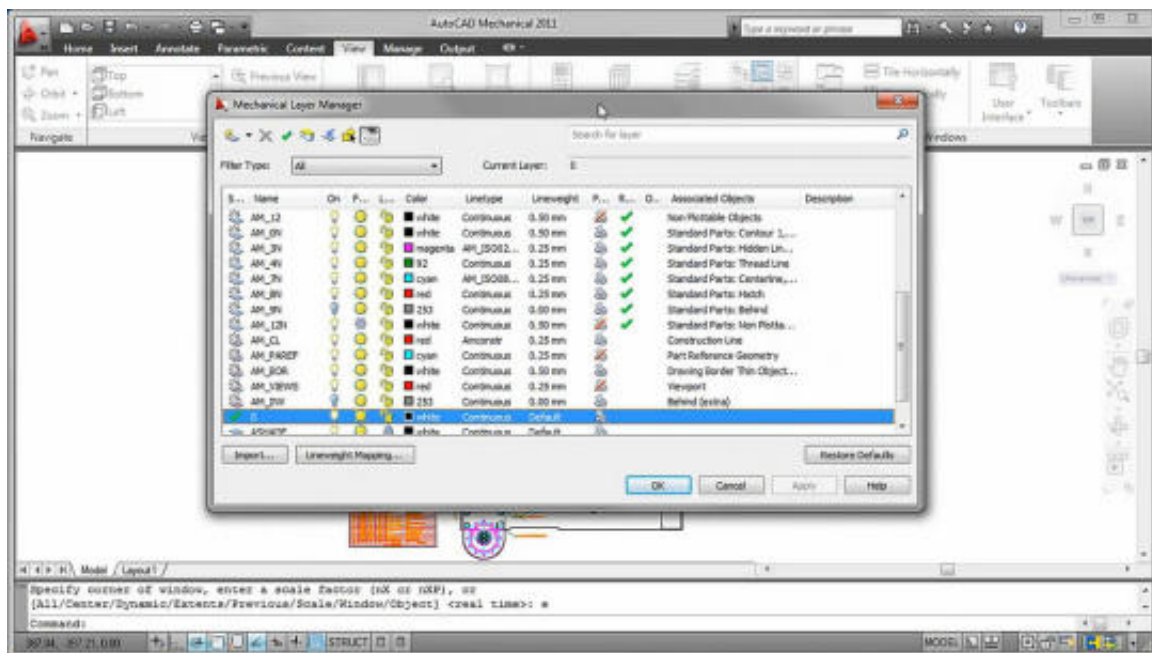 AutoCAD Mechanical 2011
Type a keyword or phrase
Home Insert Annotate Parametric Content View Manage Output
Pan Top Previous View Tile Horizontally
Orbit Bottom User Interface Toolbars
Zoom Left
Navigate Windows
Mechanical Layer Manager
Search for layer
Filter Type: All Current Layer: 0
S... Name On F... L... Color Linetype Lineweight P... R... O... Associated Objects Description
AM_12 white Continuous 0.50 mm Non Plottable Objects
AM_0N white Continuous 0.50 mm Standard Parts: Contour 1,...
AM_3N magenta AM_ISO02... 0.25 mm Standard Parts: Hidden Lin...
AM_4N 92 Continuous 0.25 mm Standard Parts: Thread Line
AM_7N cyan AM_ISO08... 0.25 mm Standard Parts: Centerline,...
AM_8N red Continuous 0.25 mm Standard Parts: Hatch
AM_9N 253 Continuous 0.00 mm Standard Parts: Behind
AM_12N white Continuous 0.50 mm Standard Parts: Non Plotta...
AM_CL red Amconstr 0.25 mm Construction Line
AM_PAREF cyan Continuous 0.25 mm Part Reference Geometry
AM_BOR white Continuous 0.50 mm Drawing Border Thin Object...
AM_VIEWS red Continuous 0.25 mm Viewport
AM_INV 253 Continuous 0.00 mm Behind (extra)
0 white Continuous Default
ASHADE white Continuous Default
Import... Lineweight Mapping... Restore Defaults
OK Cancel Apply Help
Model Layout1
Specify corner of window, enter a scale factor (nX or nXP), or
[All/Center/Dynamic/Extents/Previous/Scale/Window/Object] <real time>: e
Command:
STRUCT MODEL